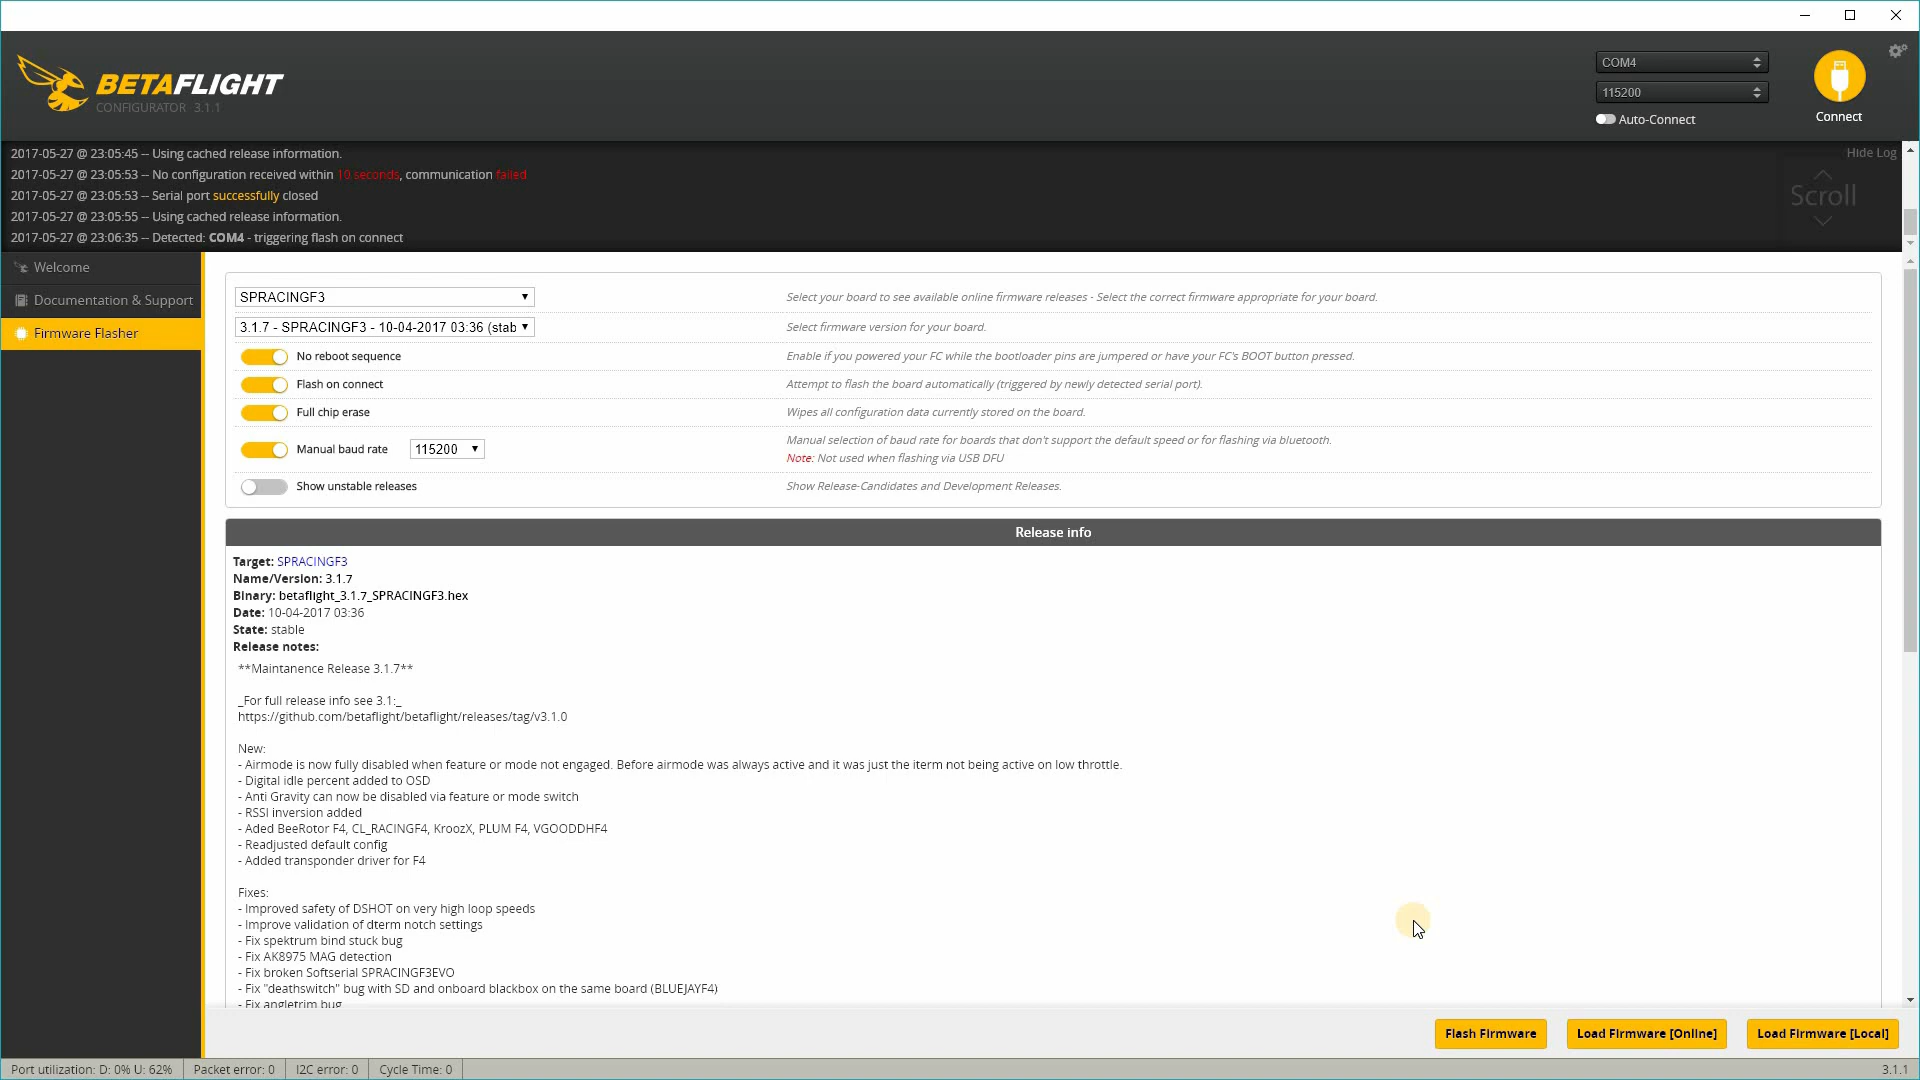 BETAFLIGHT
CONFIGURATOR 3.1.1
COM4
115200
Auto-Connect
Connect
2017-05-27 @ 23:05:45 -- Using cached release information.
2017-05-27 @ 23:05:53 -- No configuration received within 10 seconds, communication failed
2017-05-27 @ 23:05:53 -- Serial port successfully closed
2017-05-27 @ 23:05:55 -- Using cached release information.
2017-05-27 @ 23:06:35 -- Detected: COM4 - triggering flash on connect
Hide Log
Scroll
Welcome
Documentation & Support
Firmware Flasher
SPRACINGF3
Select your board to see available online firmware releases - Select the correct firmware appropriate for your board.
3.1.7 - SPRACINGF3 - 10-04-2017 03:36 (stab
Select firmware version for your board.
No reboot sequence
Enable if you powered your FC while the bootloader pins are jumpered or have your FC's BOOT button pressed.
Flash on connect
Attempt to flash the board automatically (triggered by newly detected serial port).
Full chip erase
Wipes all configuration data currently stored on the board.
Manual baud rate 115200
Manual selection of baud rate for boards that don't support the default speed or for flashing via bluetooth.
Note: Not used when flashing via USB DFU
Show unstable releases
Show Release-Candidates and Development Releases.
Release info
Target: SPRACINGF3
Name/Version: 3.1.7
Binary: betaflight_3.1.7_SPRACINGF3.hex
Date: 10-04-2017 03:36
State: stable
Release notes:
**Maintanence Release 3.1.7**
_For full release info see 3.1:_
https://github.com/betaflight/betaflight/releases/tag/v3.1.0
New:
- Airmode is now fully disabled when feature or mode not engaged. Before airmode was always active and it was just the iterm not being active on low throttle.
- Digital idle percent added to OSD
- Anti Gravity can now be disabled via feature or mode switch
- RSSI inversion added
- Aded BeeRotor F4, CL_RACINGF4, KroozX, PLUM F4, VGOODDHF4
- Readjusted default config
- Added transponder driver for F4
Fixes:
- Improved safety of DSHOT on very high loop speeds
- Improve validation of dterm notch settings
- Fix spektrum bind stuck bug
- Fix AK8975 MAG detection
- Fix broken Softserial SPRACINGF3EVO
- Fix "deathswitch" bug with SD and onboard blackbox on the same board (BLUEJAYF4)
- Fix angletrim bug
Flash Firmware
Load Firmware [Online]
Load Firmware [Local]
Port utilization: D: 0% U: 62%
Packet error: 0
I2C error: 0
Cycle Time: 0
3.1.1